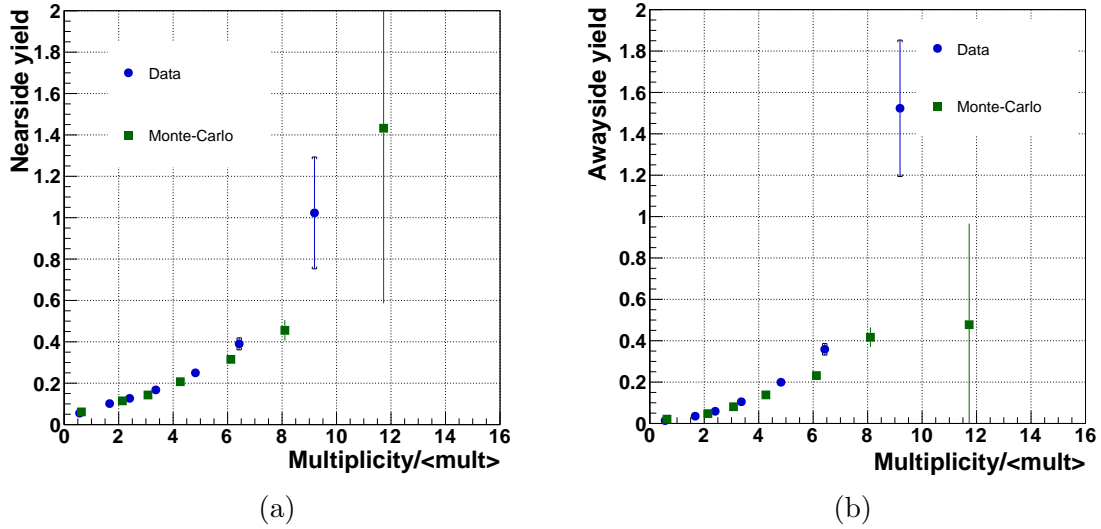 Nearside yield
2
1.8
1.6
1.4
1.2
1
0.8
0.6
0.4
0.2
0
Data
Monte-Carlo
0 2 4 6 8 10 12 14 16
Multiplicity/<mult>
(a)
Awayside yield
2
1.8
1.6
1.4
1.2
1
0.8
0.6
0.4
0.2
0
Data
Monte-Carlo
0 2 4 6 8 10 12 14 16
Multiplicity/<mult>
(b)